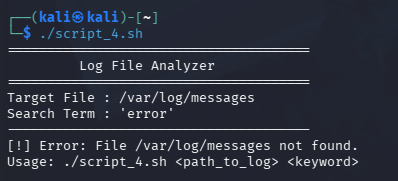 ┌──(kali㉿kali)-[~]
└─$ ./script_4.sh
======================================
Log File Analyzer
======================================
Target File : /var/log/messages
Search Term : 'error'
--------------------------------------
[!] Error: File /var/log/messages not found.
Usage: ./script_4.sh <path_to_log> <keyword>